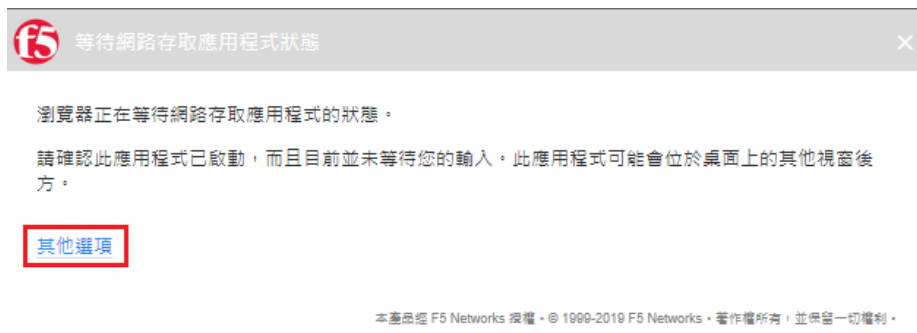 f5 等待網路存取應用程式狀態 ×
瀏覽器正在等待網路存取應用程式的狀態。
請確認此應用程式已啟動，而且目前並未等待您的輸入。此應用程式可能會位於桌面上的其他視窗後
方。
其他選項
本產品經 F5 Networks 授權。© 1999-2019 F5 Networks。著作權所有，並保留一切權利。